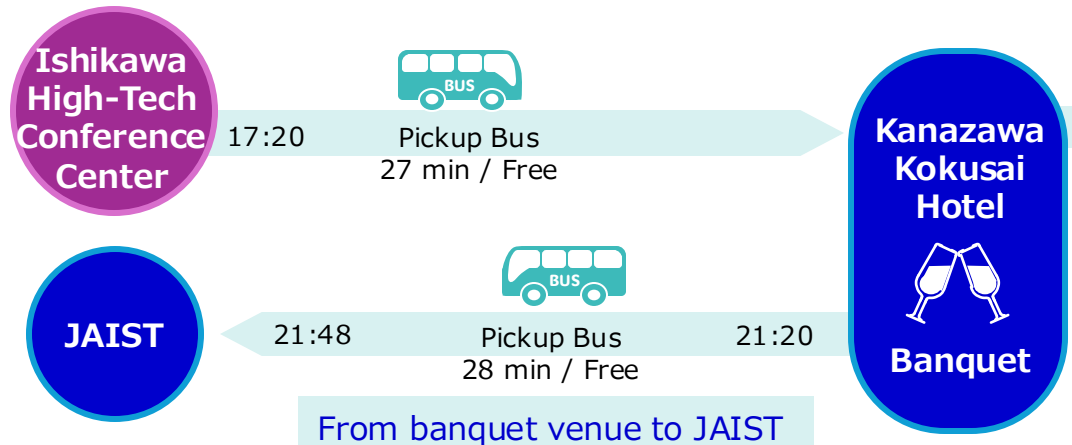 Ishikawa
High-Tech
Conference
Center
BUS
17:20
Pickup Bus
27 min / Free
Kanazawa
Kokusai
Hotel
Banquet
JAIST
BUS
21:48
Pickup Bus
21:20
28 min / Free
From banquet venue to JAIST